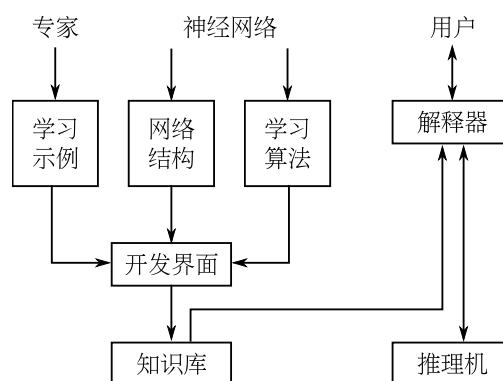 专家
神经网络
用户
学习
示例
网络
结构
学习
算法
解释器
开发界面
知识库
推理机